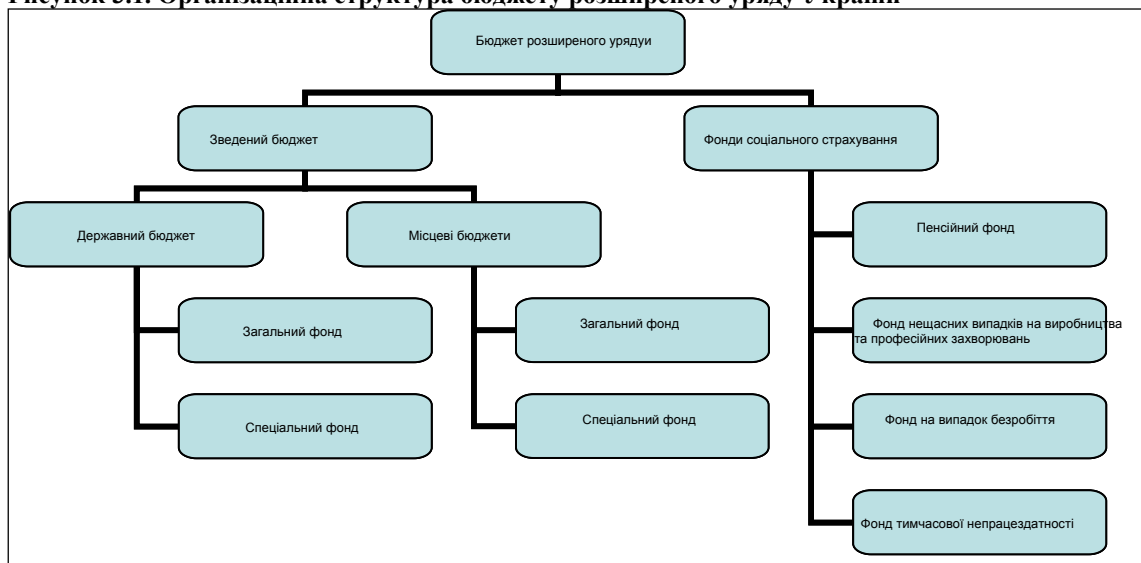 Рисунок 3.1. Організаційна структура бюджету розширеного уряду України
Бюджет розширеного урядуи
Зведений бюджет
Фонди соціального страхування
Державний бюджет
Місцеві бюджети
Пенсійний фонд
Загальний фонд
Загальний фонд
Фонд нещасних випадків на виробництва
та професійних захворювань
Спеціальний фонд
Спеціальний фонд
Фонд на випадок безробіття
Фонд тимчасової непрацездатності